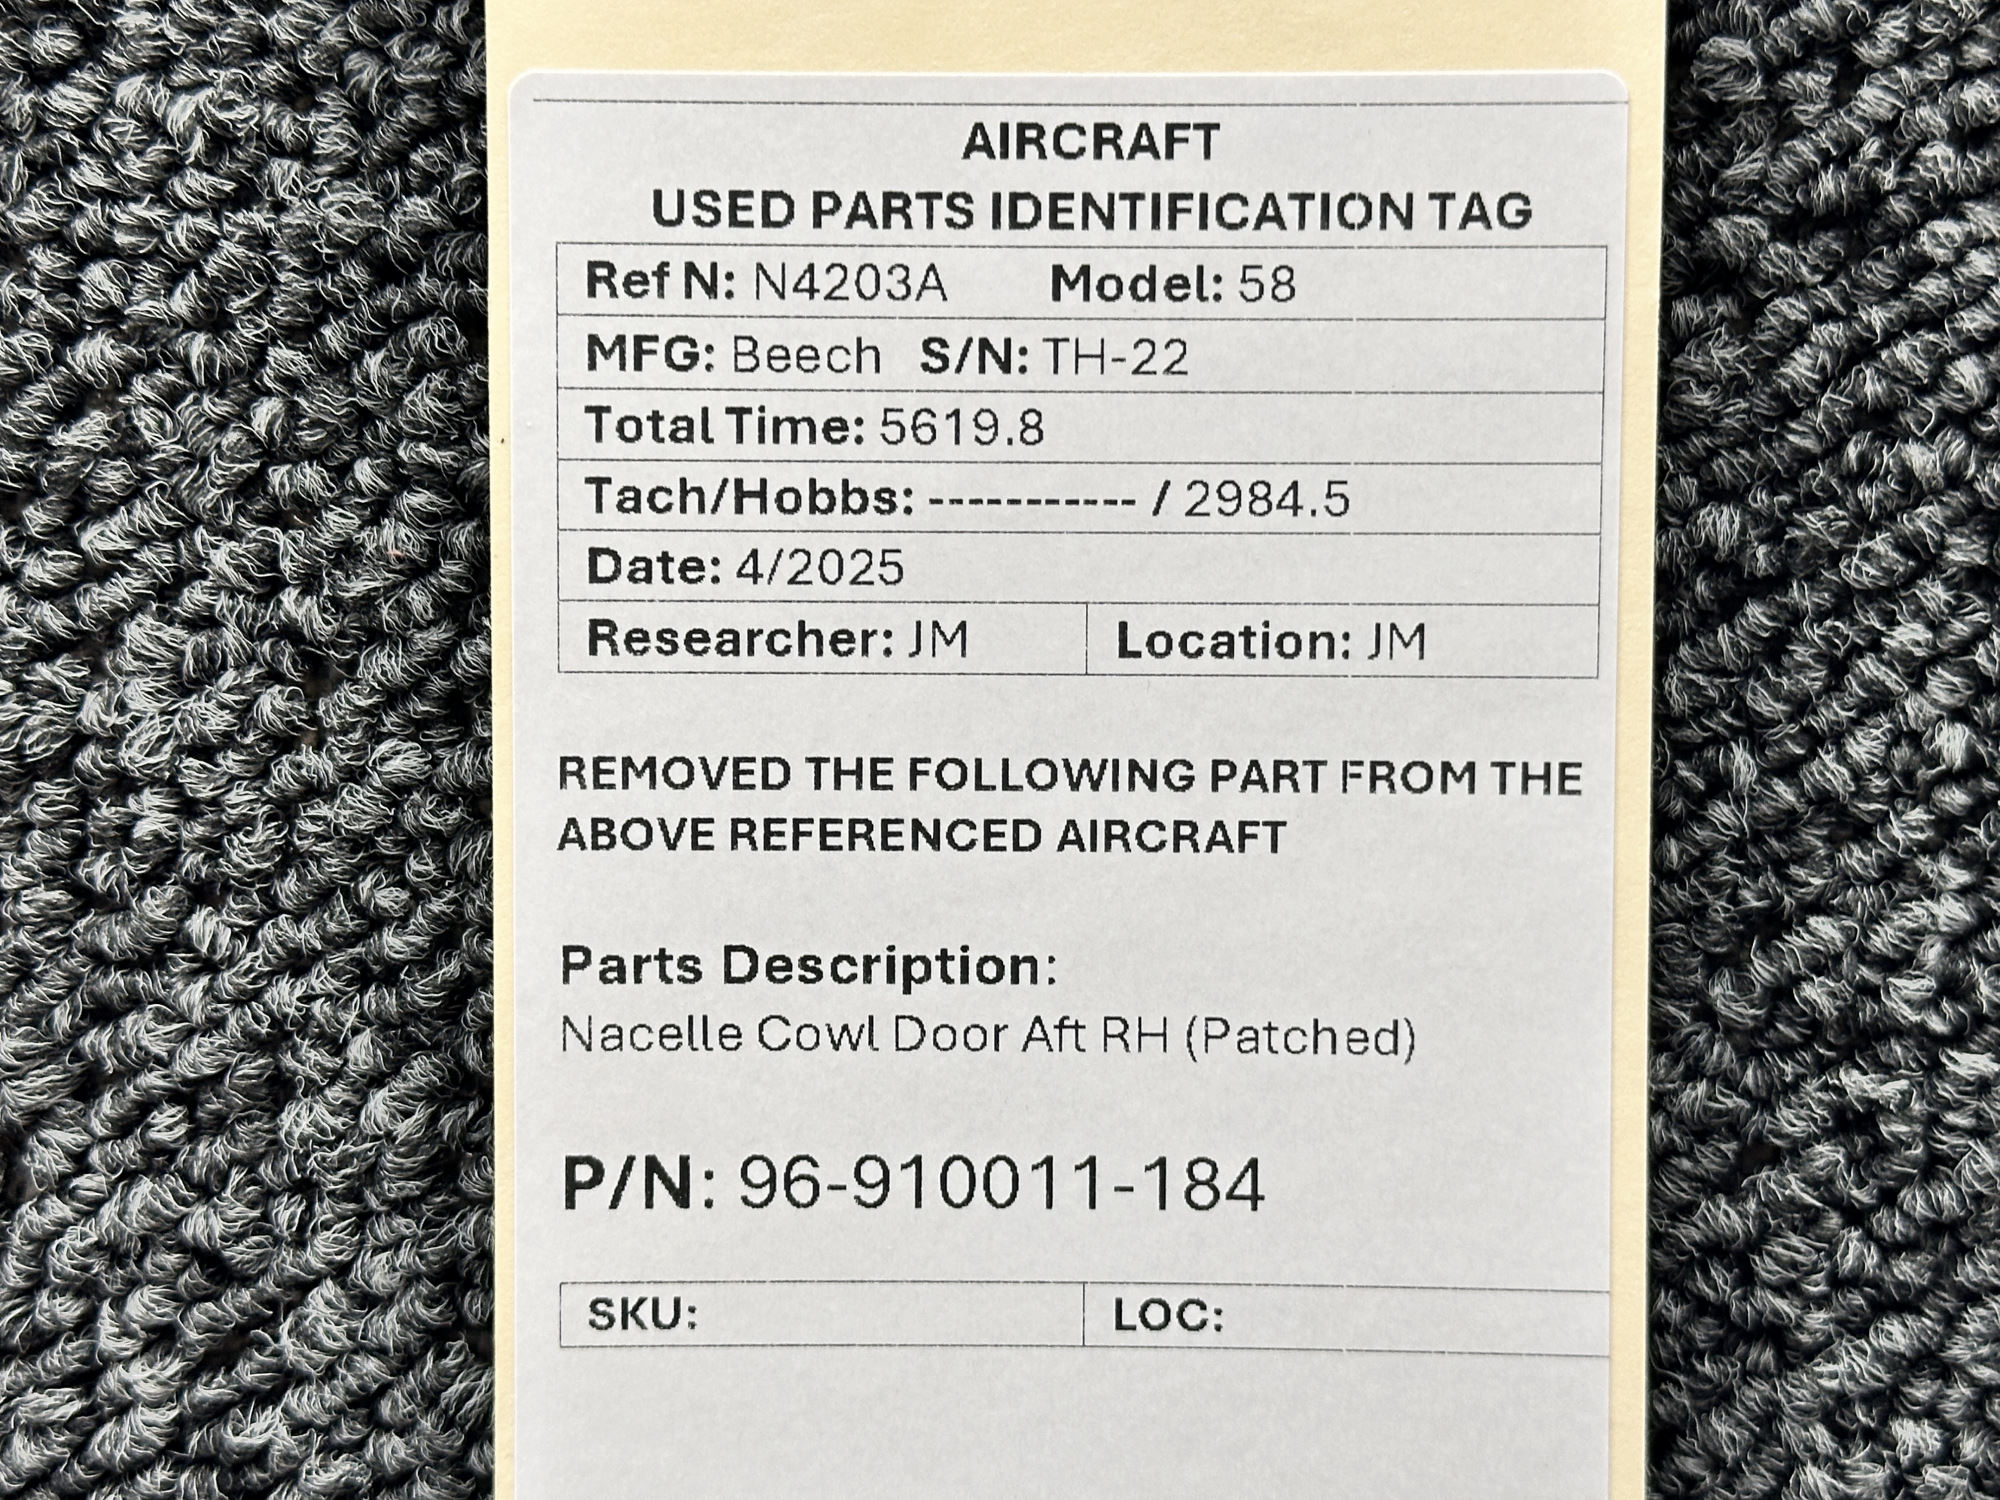 AIRCRAFT
USED PARTS IDENTIFICATION TAG
Ref N: N4203A Model: 58
MFG: Beech S/N: TH-22
Total Time: 5619.8
Tach/Hobbs: ----------- / 2984.5
Date: 4/2025
Researcher: JM Location: JM
REMOVED THE FOLLOWING PART FROM THE
ABOVE REFERENCED AIRCRAFT
Parts Description:
Nacelle Cowl Door Aft RH (Patched)
P/N: 96-910011-184
SKU: LOC: